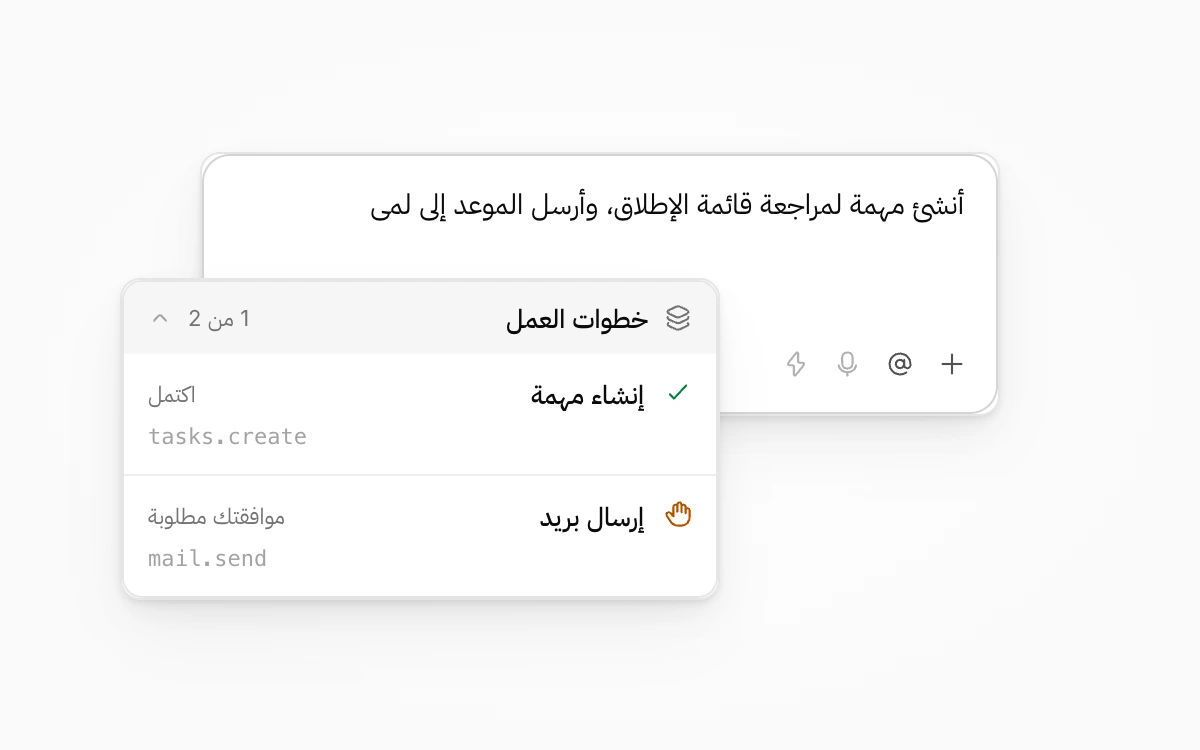 أنشئ مهمة لمراجعة قائمة الإطلاق، وأرسل الموعد إلى لمى
خطوات العمل
1 من 2
إنشاء مهمة
اكتمل
tasks.create
إرسال بريد
موافقتك مطلوبة
mail.send